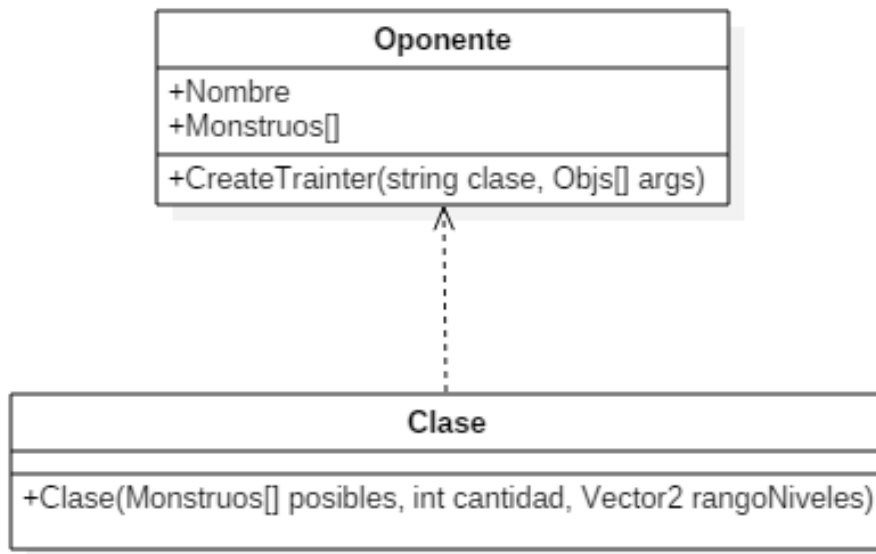 Oponente
+Nombre
+Monstruos[]
+CreateTrainter(string clase, Objs[] args)
Clase
+Clase(Monstruos[] posibles, int cantidad, Vector2 rangoNiveles)